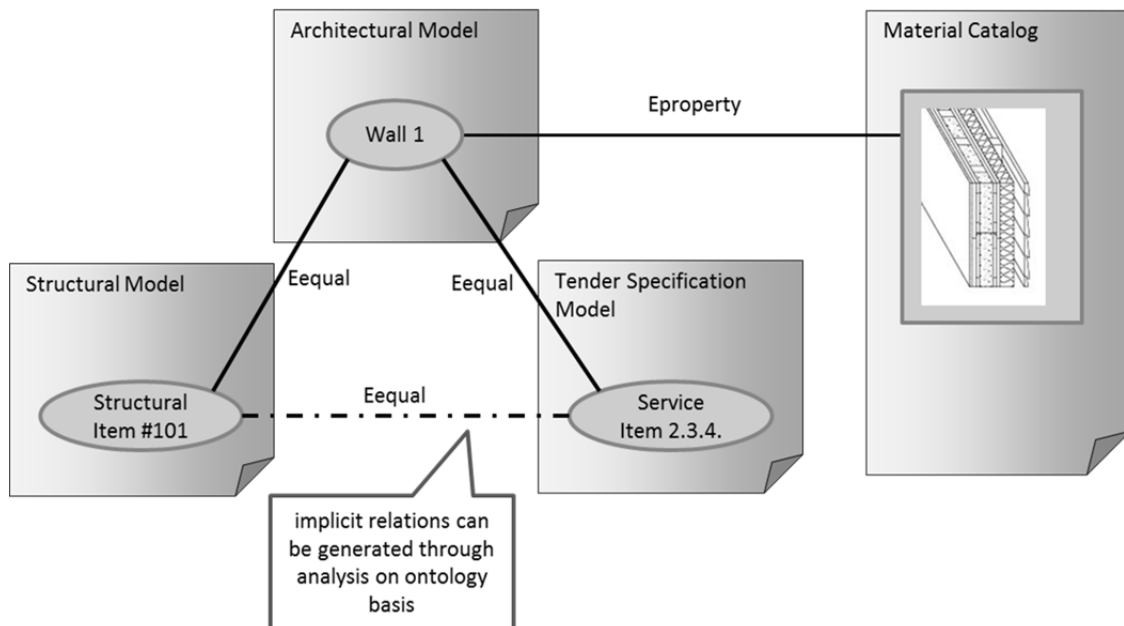 Architectural Model
Material Catalog
Wall 1
Eproperty
Structural Model
Eequal
Eequal
Tender Specification
Model
Eequal
Structural
Item #101
Service
Item 2.3.4.
implicit relations can
be generated through
analysis on ontology
basis